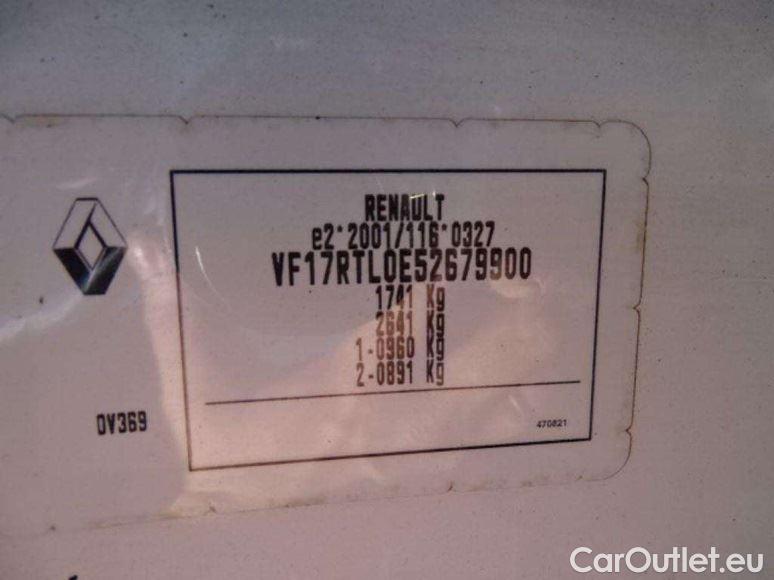 RENAULT
e2*2001/116*0327
VF17RTL0E52679900
1741 Kg
2641 Kg
1-0960 Kg
2-0891 Kg
0V369
470821
CarOutlet.eu